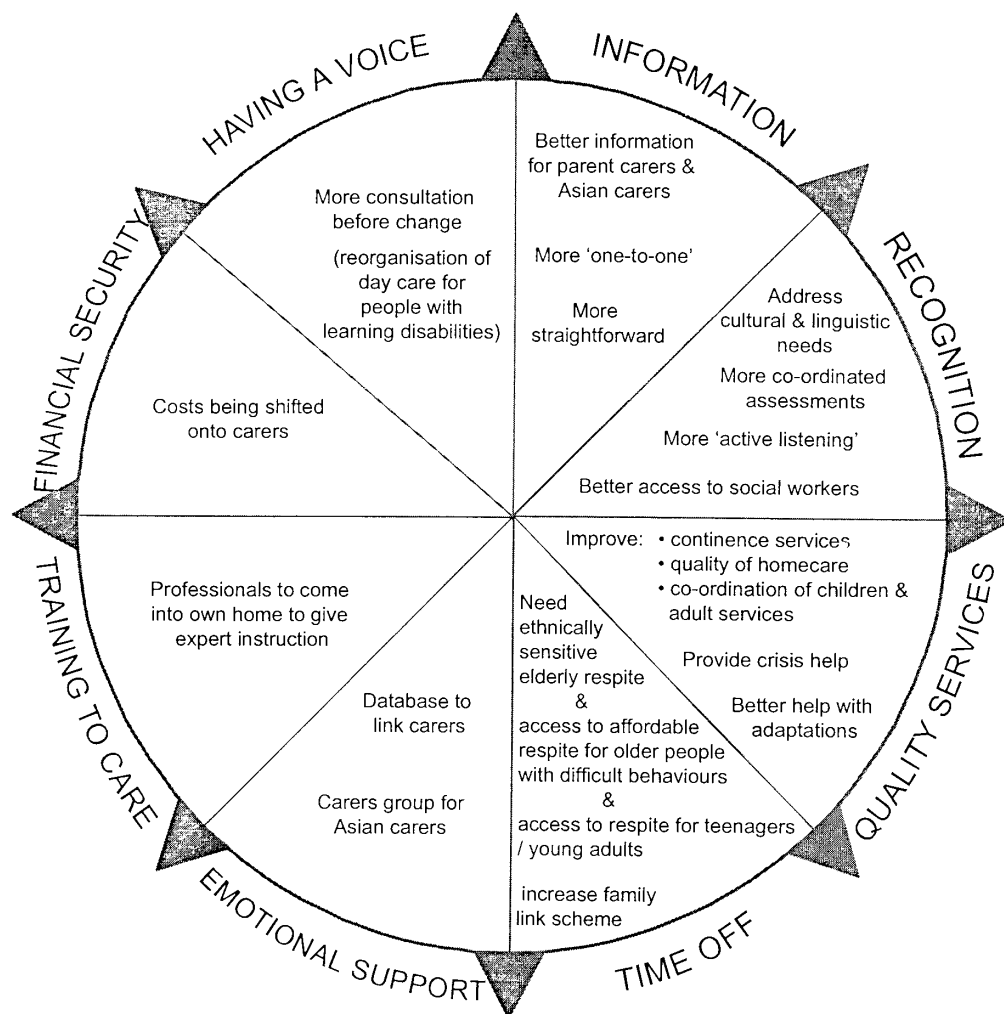 HAVING A VOICE
INFORMATION
RECOGNITION
QUALITY SERVICES
TIME OFF
EMOTIONAL SUPPORT
TRAINING TO CARE
FINANCIAL SECURITY
More consultation
before change
(reorganisation of
day care for
people with
learning disabilities)
Better information
for parent carers &
Asian carers
More ‘one-to-one’
More
straightforward
Address
cultural & linguistic
needs
More co-ordinated
assessments
More ‘active listening’
Better access to social workers
Improve: • continence services
• quality of homecare
• co-ordination of children &
adult services
Provide crisis help
Better help with
adaptations
Need
ethnically
sensitive
elderly respite
&
access to affordable
respite for older people
with difficult behaviours
&
access to respite for teenagers
/ young adults
increase family
link scheme
Database to
link carers
Carers group for
Asian carers
Professionals to come
into own home to give
expert instruction
Costs being shifted
onto carers